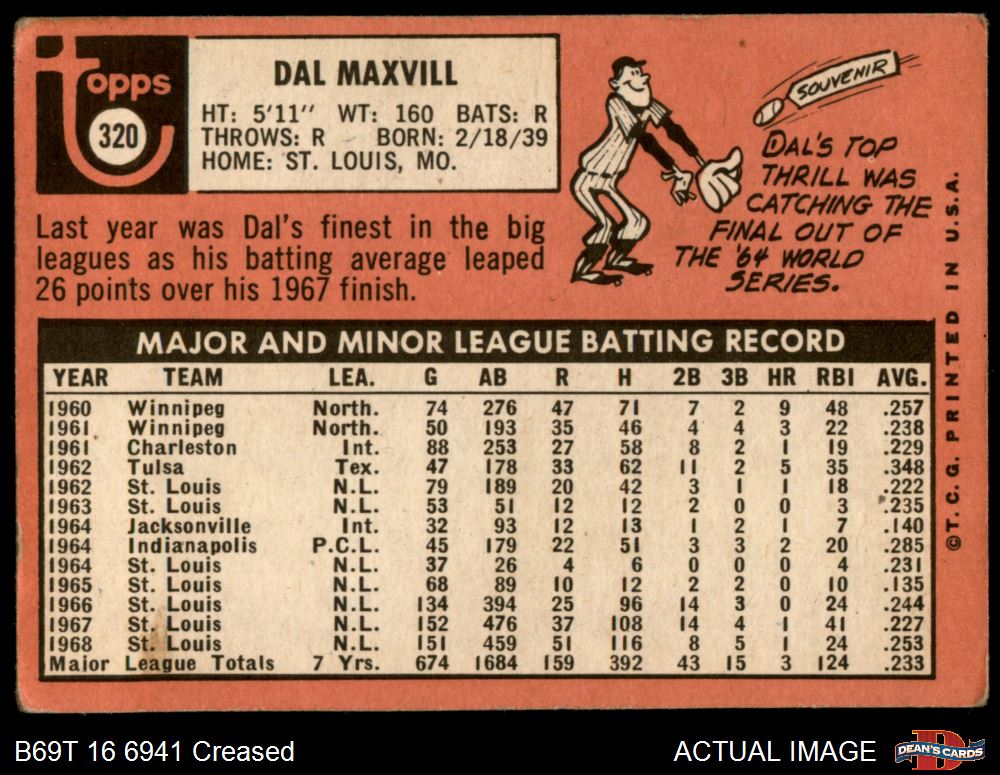 topps
320
DAL MAXVILL
HT: 5'11" WT: 160 BATS: R
THROWS: R BORN: 2/18/39
HOME: ST. LOUIS, MO.
SOUVENIR
DAL'S TOP
THRILL WAS
CATCHING THE
FINAL OUT OF
THE '64 WORLD
SERIES.
Last year was Dal's finest in the big
leagues as his batting average leaped
26 points over his 1967 finish.
MAJOR AND MINOR LEAGUE BATTING RECORD
YEAR TEAM LEA. G AB R H 2B 3B HR RBI AVG.
1960 Winnipeg North. 74 276 47 71 7 2 9 48 .257
1961 Winnipeg North. 50 193 35 46 4 4 3 22 .238
1961 Charleston Int. 88 253 27 58 8 2 1 19 .229
1962 Tulsa Tex. 47 178 33 62 11 2 5 35 .348
1962 St. Louis N.L. 79 189 20 42 3 1 1 18 .222
1963 St. Louis N.L. 53 51 12 12 2 0 0 3 .235
1964 Jacksonville Int. 32 93 12 13 1 2 1 7 .140
1964 Indianapolis P.C.L. 45 179 22 51 3 3 2 20 .285
1964 St. Louis N.L. 37 26 4 6 0 0 0 4 .231
1965 St. Louis N.L. 68 89 10 12 2 2 0 10 .135
1966 St. Louis N.L. 134 394 25 96 14 3 0 24 .244
1967 St. Louis N.L. 152 476 37 108 14 4 1 41 .227
1968 St. Louis N.L. 151 459 51 116 8 5 1 24 .253
Major League Totals 7 Yrs. 674 1684 159 392 43 15 3 124 .233
©T.C.G. PRINTED IN U.S.A.
B69T 16 6941 Creased
ACTUAL IMAGE
DEAN'S CARDS